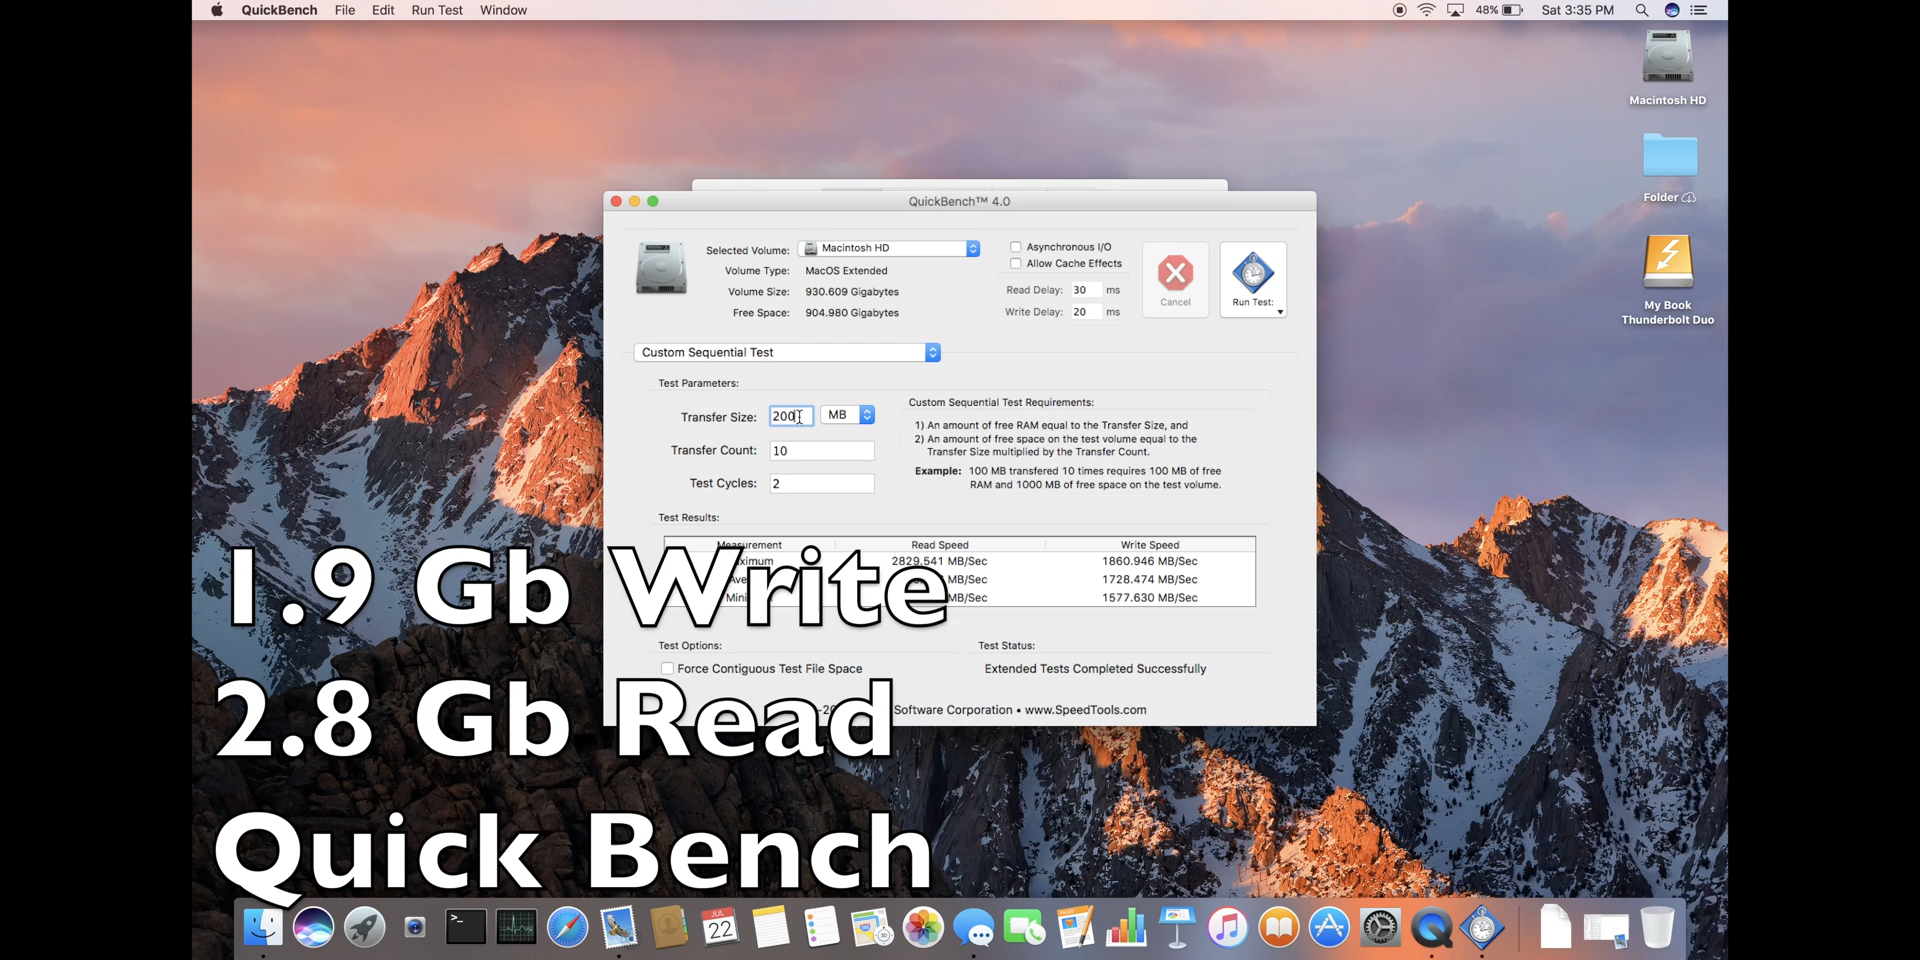 QuickBench File Edit Run Test Window 48% Sat 3:35 PM
Macintosh HD
Folder
My Book
Thunderbolt Duo
QuickBench™ 4.0
Selected Volume: Macintosh HD
Volume Type: MacOS Extended
Volume Size: 930.609 Gigabytes
Free Space: 904.980 Gigabytes
Asynchronous I/O
Allow Cache Effects
Read Delay: 30 ms
Write Delay: 20 ms
Cancel
Run Test:
Custom Sequential Test
Test Parameters:
Transfer Size: 200 MB
Transfer Count: 10
Test Cycles: 2
Custom Sequential Test Requirements:
1) An amount of free RAM equal to the Transfer Size, and
2) An amount of free space on the test volume equal to the
Transfer Size multiplied by the Transfer Count.
Example: 100 MB transferred 10 times requires 100 MB of free
RAM and 1000 MB of free space on the test volume.
Test Results:
Measurement Read Speed Write Speed
2829.541 MB/Sec 1860.946 MB/Sec
MB/Sec 1728.474 MB/Sec
MB/Sec 1577.630 MB/Sec
Test Options:
Force Contiguous Test File Space
Test Status:
Extended Tests Completed Successfully
Software Corporation • www.SpeedTools.com
1.9 Gb Write
2.8 Gb Read
Quick Bench
JUL
22